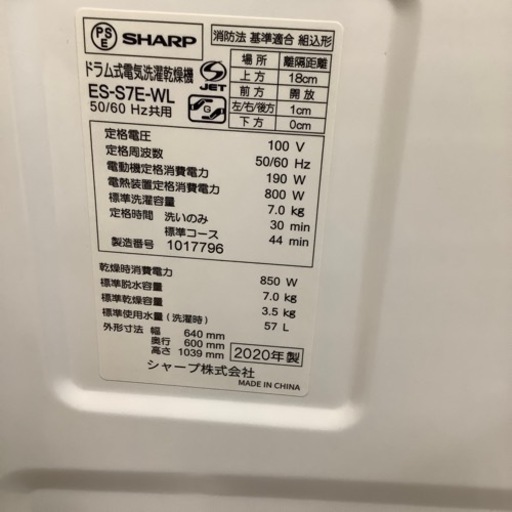 PS
E
SHARP
消防法 基準適合 組込形
場所 離隔距離
上方 18cm
前方 開放
左/右/後方 1cm
下方 0cm
ドラム式電気洗濯乾燥機
S JET
ES-S7E-WL
50/60 Hz共用
G
定格電圧 100 V
定格周波数 50/60 Hz
電動機定格消費電力 190 W
電熱装置定格消費電力 800 W
標準洗濯容量 7.0 kg
定格時間 洗いのみ 30 min
標準コース 44 min
製造番号 1017796
乾燥時消費電力 850 W
標準脱水容量 7.0 kg
標準乾燥容量 3.5 kg
標準使用水量(洗濯時) 57 L
外形寸法 幅 640 mm
奥行 600 mm
高さ 1039 mm
2020年製
シャープ株式会社
MADE IN CHINA